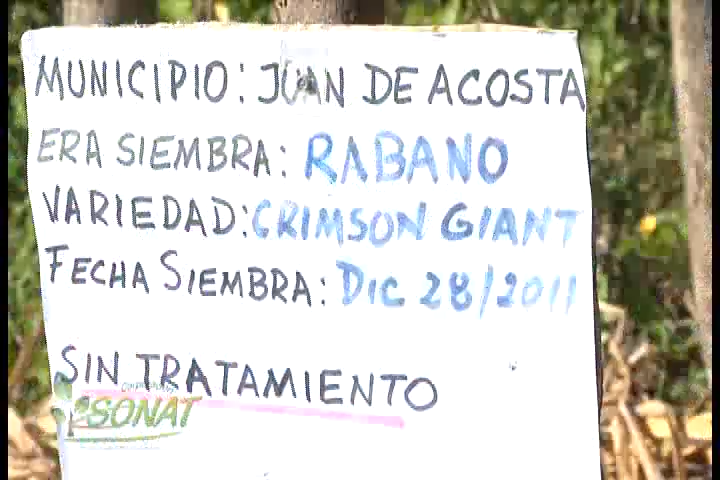 MUNICIPIO: JUAN DE ACOSTA
ERA SIEMBRA: RABANO
VARIEDAD: CRIMSON GIANT
FECHA SIEMBRA: DIC 28/2011
SIN TRATAMIENTO
SONAT